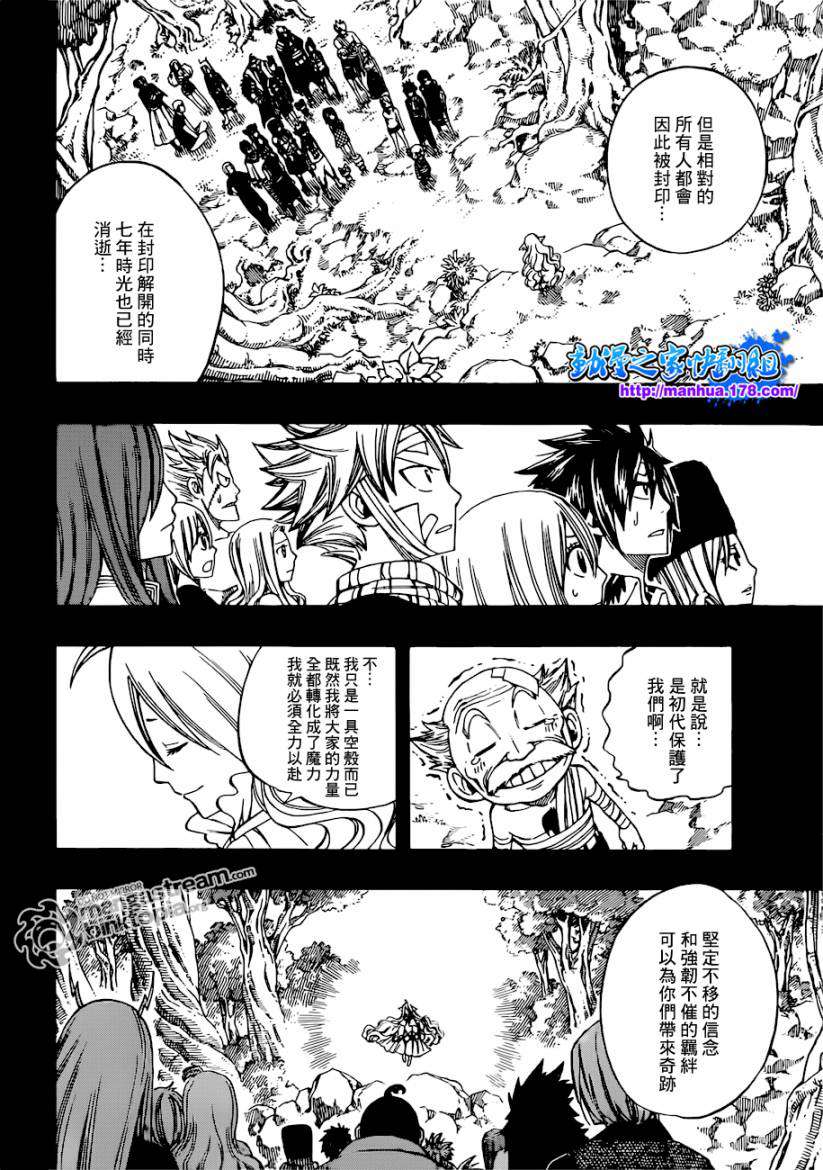 但是相對的
所有人都會
因此被封印…
在封印解開的同時
七年時光也已經
消逝…
動漫之家快翻組
http://manhua.178.com/
就是說…
是初代保護了
我們啊…
不…
我只是一具空殼而已
既然我將大家的力量
全都轉化成了魔力
我就必須全力以赴
mangastream.com
堅定不移的信念
和強韌不催的羈絆
可以為你們帶來奇跡